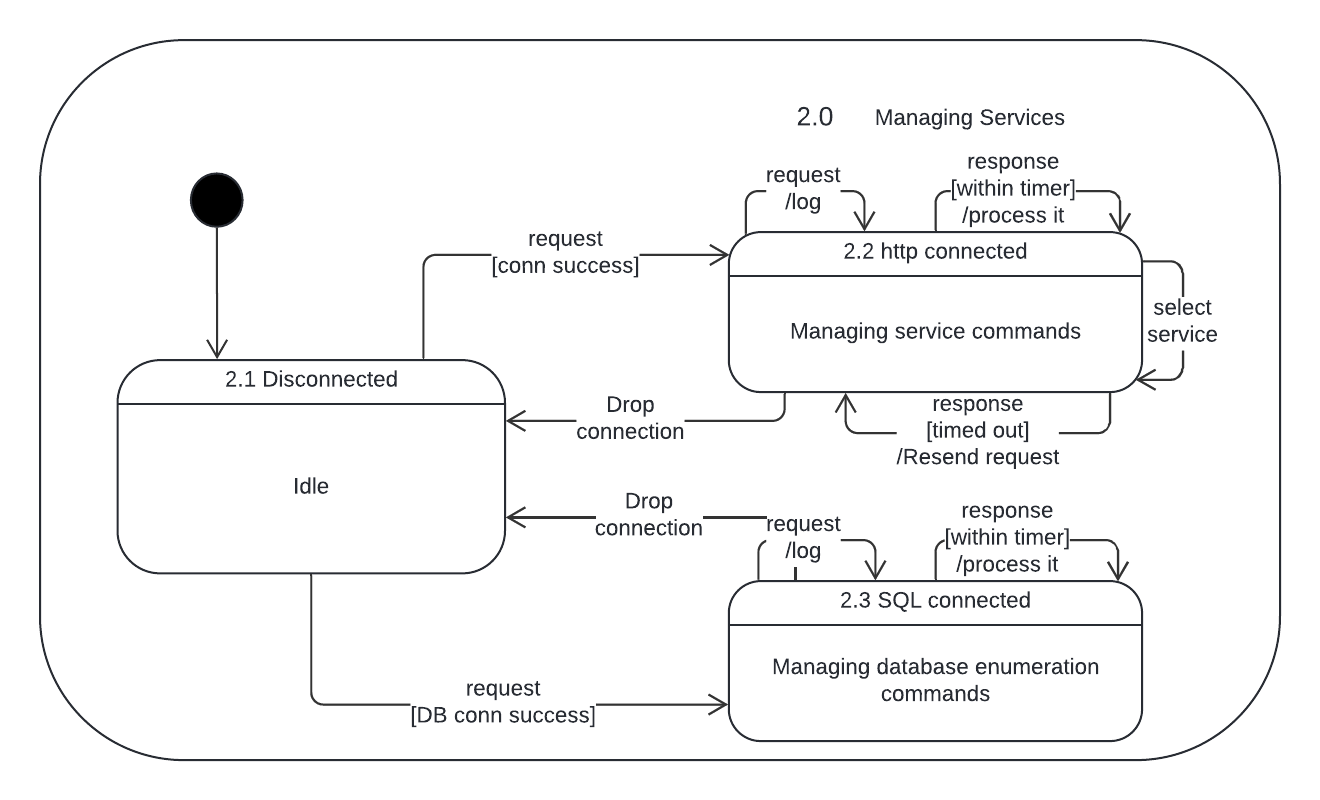 2.0 Managing Services
request
/log
response
[within timer]
/process it
request
[conn success]
2.2 http connected
Managing service commands
select
service
2.1 Disconnected
Idle
Drop
connection
response
[timed out]
/Resend request
Drop
connection
request
/log
response
[within timer]
/process it
2.3 SQL connected
Managing database enumeration
commands
request
[DB conn success]